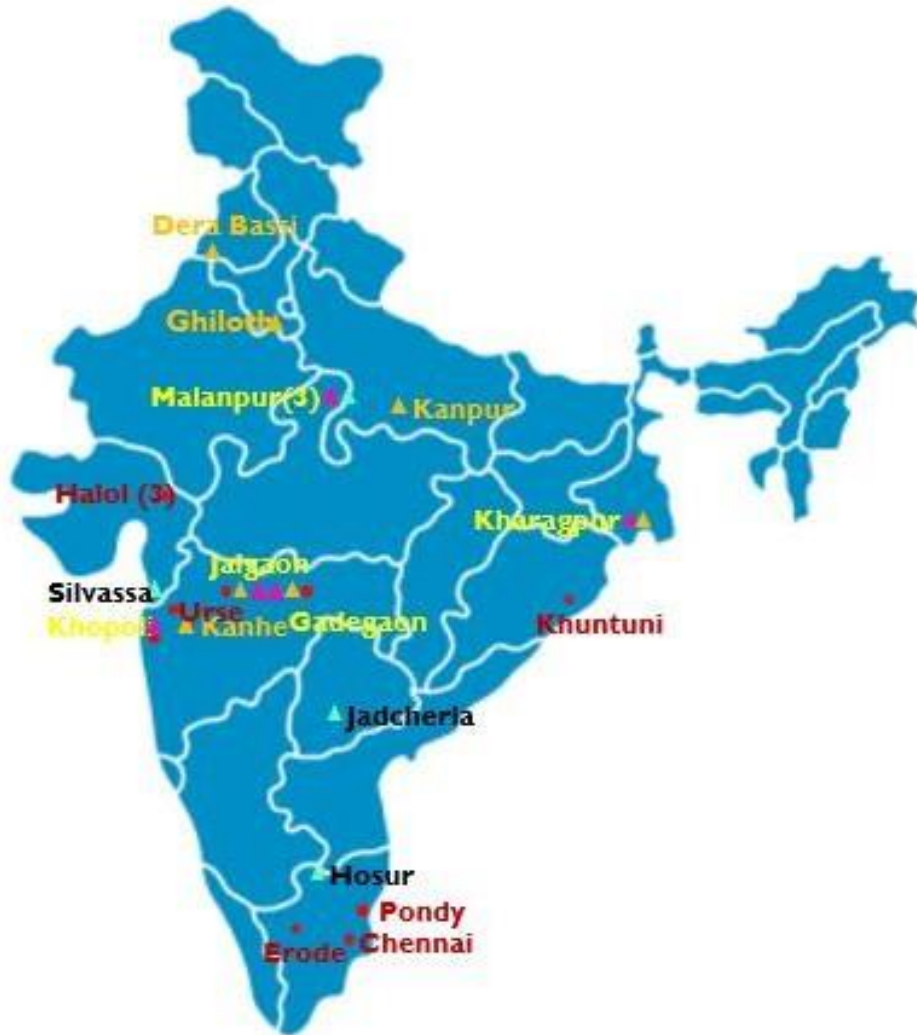 Dera Bassi
Ghiloth
Malanpur(3)
Kanpur
Halol (3)
Kharagpur
Jalgaon
Silvassa
Urse
Khopoli
Kanhe
Gadegaon
Khuntuni
Jadcherla
Hosur
Pondy
Erode
Chennai